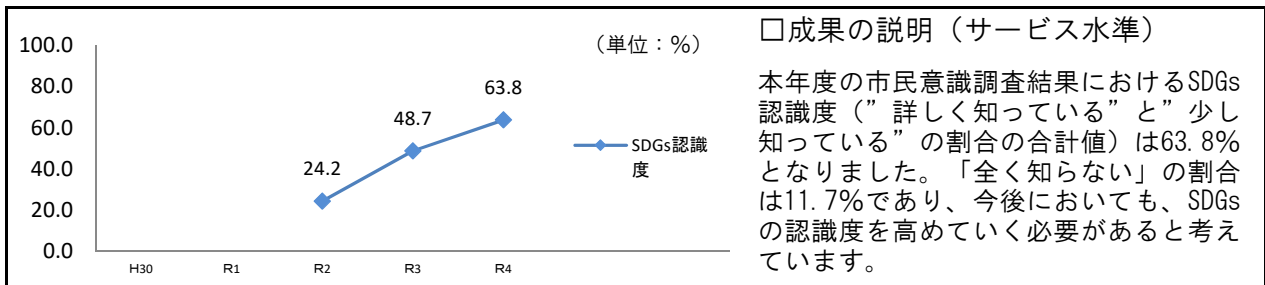 100.0
80.0
60.0
40.0
20.0
0.0
(単位:%)
24.2
48.7
63.8
SDGs認識
度
H30
R1
R2
R3
R4
□成果の説明(サービス水準)
本年度の市民意識調査結果におけるSDGs
認識度(”詳しく知っている”と”少し
知っている”の割合の合計値)は63.8%
となりました。「全く知らない」の割合
は11.7%であり、今後においても、SDGs
の認識度を高めていく必要があると考え
ています。